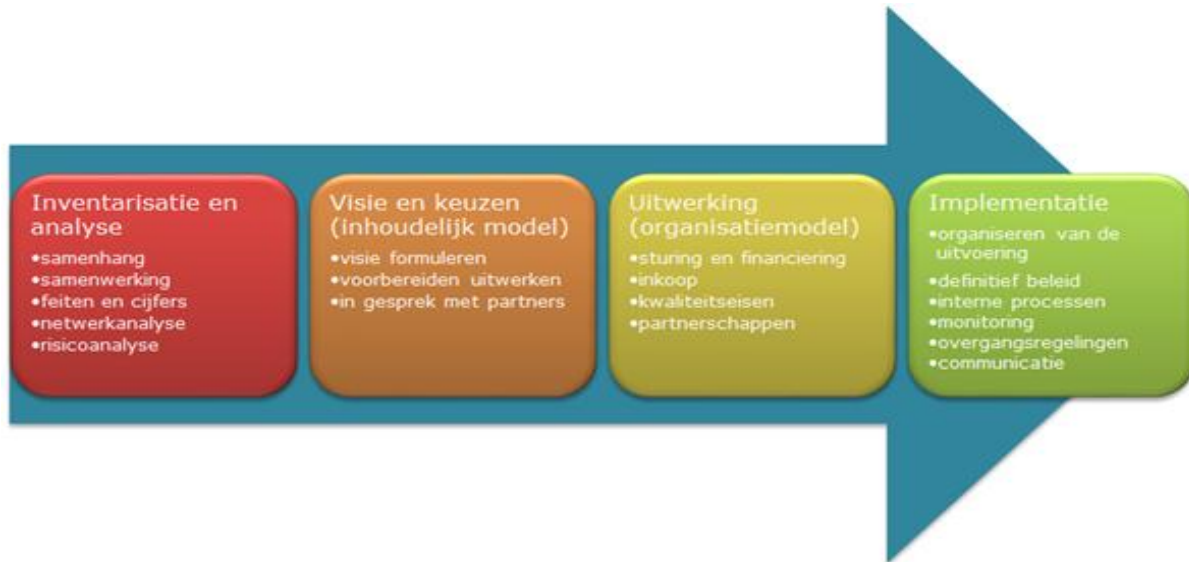 Inventarisatie en
analyse
•samenhang
•samenwerking
•feiten en cijfers
•netwerkanalyse
•risicoanalyse
Visie en keuzen
(inhoudelijk model)
•visie formuleren
•voorbereiden uitwerken
•in gesprek met partners
Uitwerking
(organisatiemodel)
•sturing en financiering
•inkoop
•kwaliteitseisen
•partnerschappen
Implementatie
•organiseren van de
uitvoering
•definitief beleid
•interne processen
•monitoring
•overgangsregelingen
•communicatie